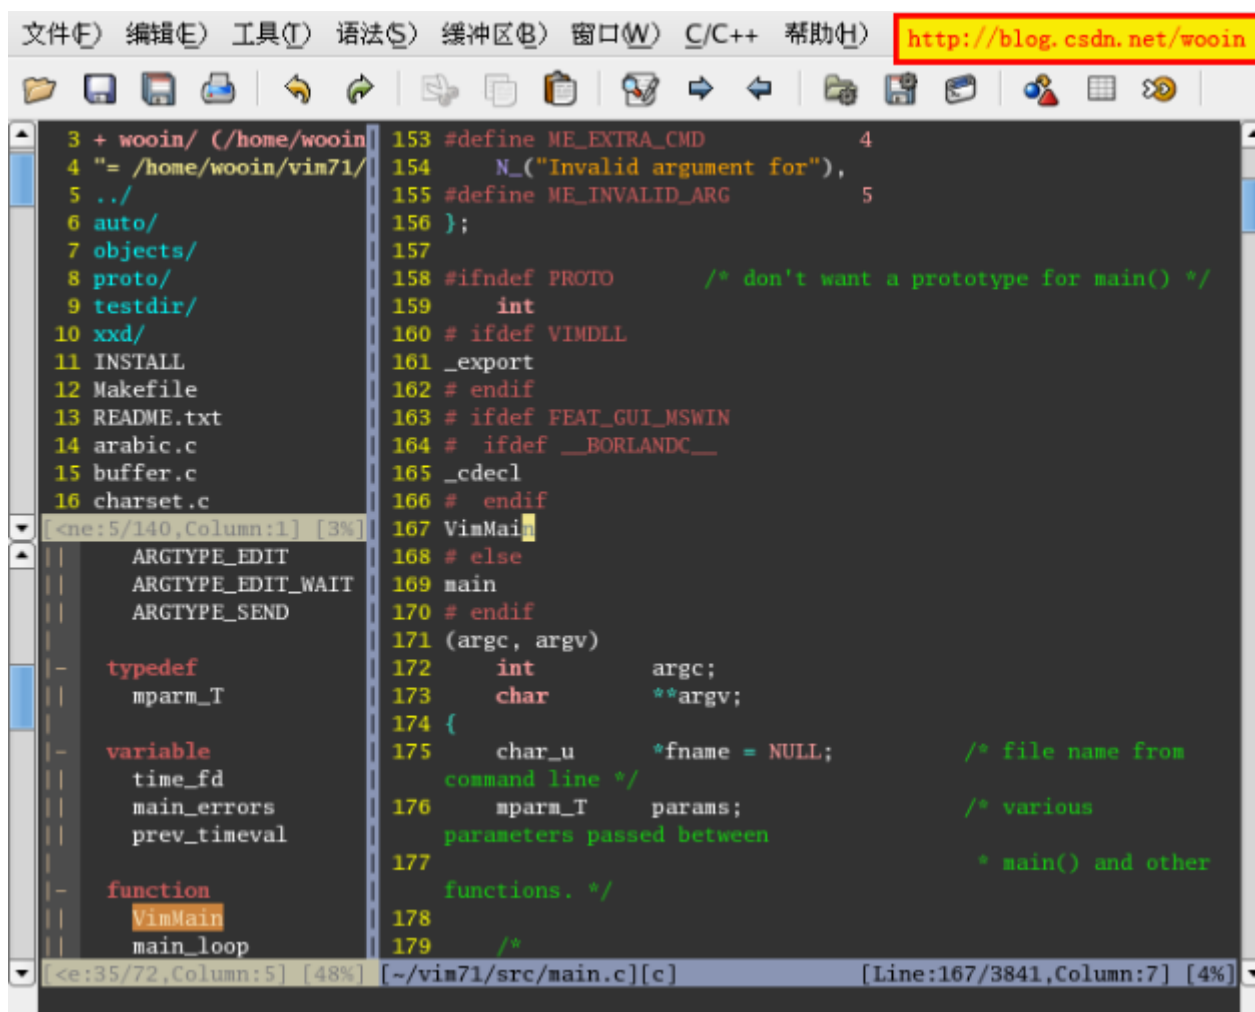 文件(F) 编辑(E) 工具(T) 语法(S) 缓冲区(B) 窗口(W) C/C++ 帮助(H)
http://blog.csdn.net/wooin
3 + wooin/ (/home/wooin
4 "= /home/wooin/vim71/
5 ../
6 auto/
7 objects/
8 proto/
9 testdir/
10 xxd/
11 INSTALL
12 Makefile
13 README.txt
14 arabic.c
15 buffer.c
16 charset.c
[<ne:5/140,Column:1] [3%]
|| ARGTYPE_EDIT
|| ARGTYPE_EDIT_WAIT
|| ARGTYPE_SEND
|
|- typedef
|| mparm_T
|
|- variable
|| time_fd
|| main_errors
|| prev_timeval
|
|- function
|| VimMain
|| main_loop
[<e:35/72,Column:5] [48%]
153 #define ME_EXTRA_CMD 4
154 N_("Invalid argument for"),
155 #define ME_INVALID_ARG 5
156 };
157
158 #ifndef PROTO /* don't want a prototype for main() */
159 int
160 # ifdef VIMDLL
161 _export
162 # endif
163 # ifdef FEAT_GUI_MSWIN
164 # ifdef __BORLANDC__
165 _cdecl
166 # endif
167 VimMain
168 # else
169 main
170 # endif
171 (argc, argv)
172 int argc;
173 char **argv;
174 {
175 char_u *fname = NULL; /* file name from
command line */
176 mparm_T params; /* various
parameters passed between
177 * main() and other
functions. */
178
179 /*
[~/vim71/src/main.c][c] [Line:167/3841,Column:7] [4%]